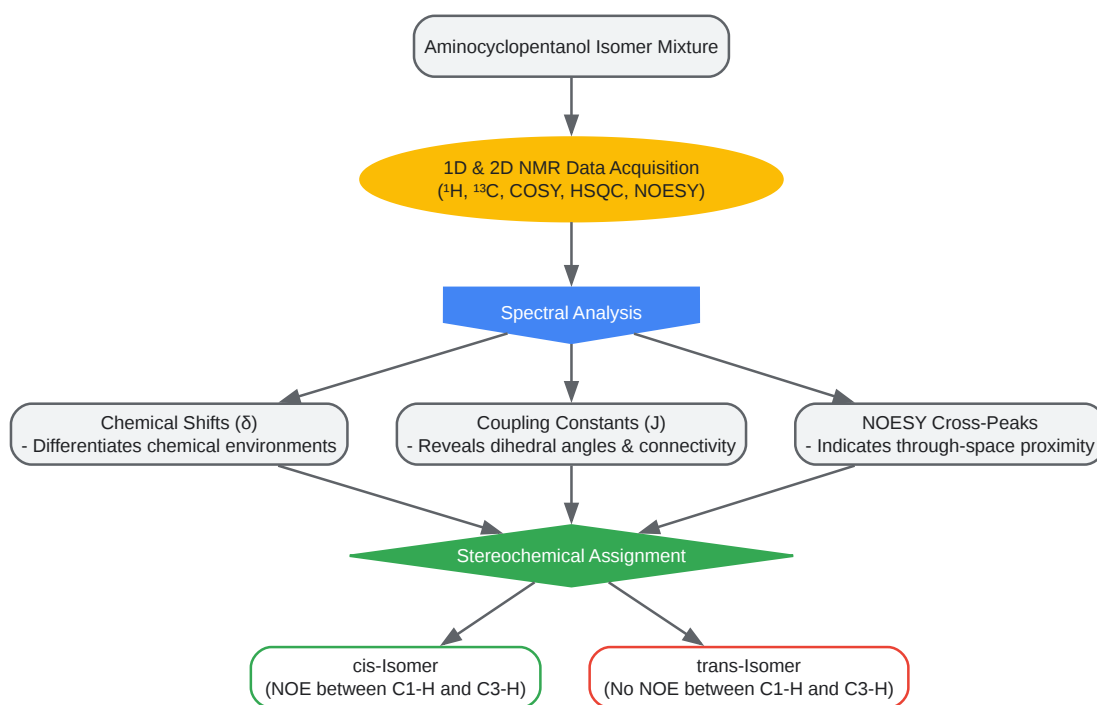 Aminocyclopentanol Isomer Mixture
1D & 2D NMR Data Acquisition
(¹H, ¹³C, COSY, HSQC, NOESY)
Spectral Analysis
Chemical Shifts (δ)
- Differentiates chemical environments
Coupling Constants (J)
- Reveals dihedral angles & connectivity
NOESY Cross-Peaks
- Indicates through-space proximity
Stereochemical Assignment
cis-Isomer
(NOE between C1-H and C3-H)
trans-Isomer
(No NOE between C1-H and C3-H)